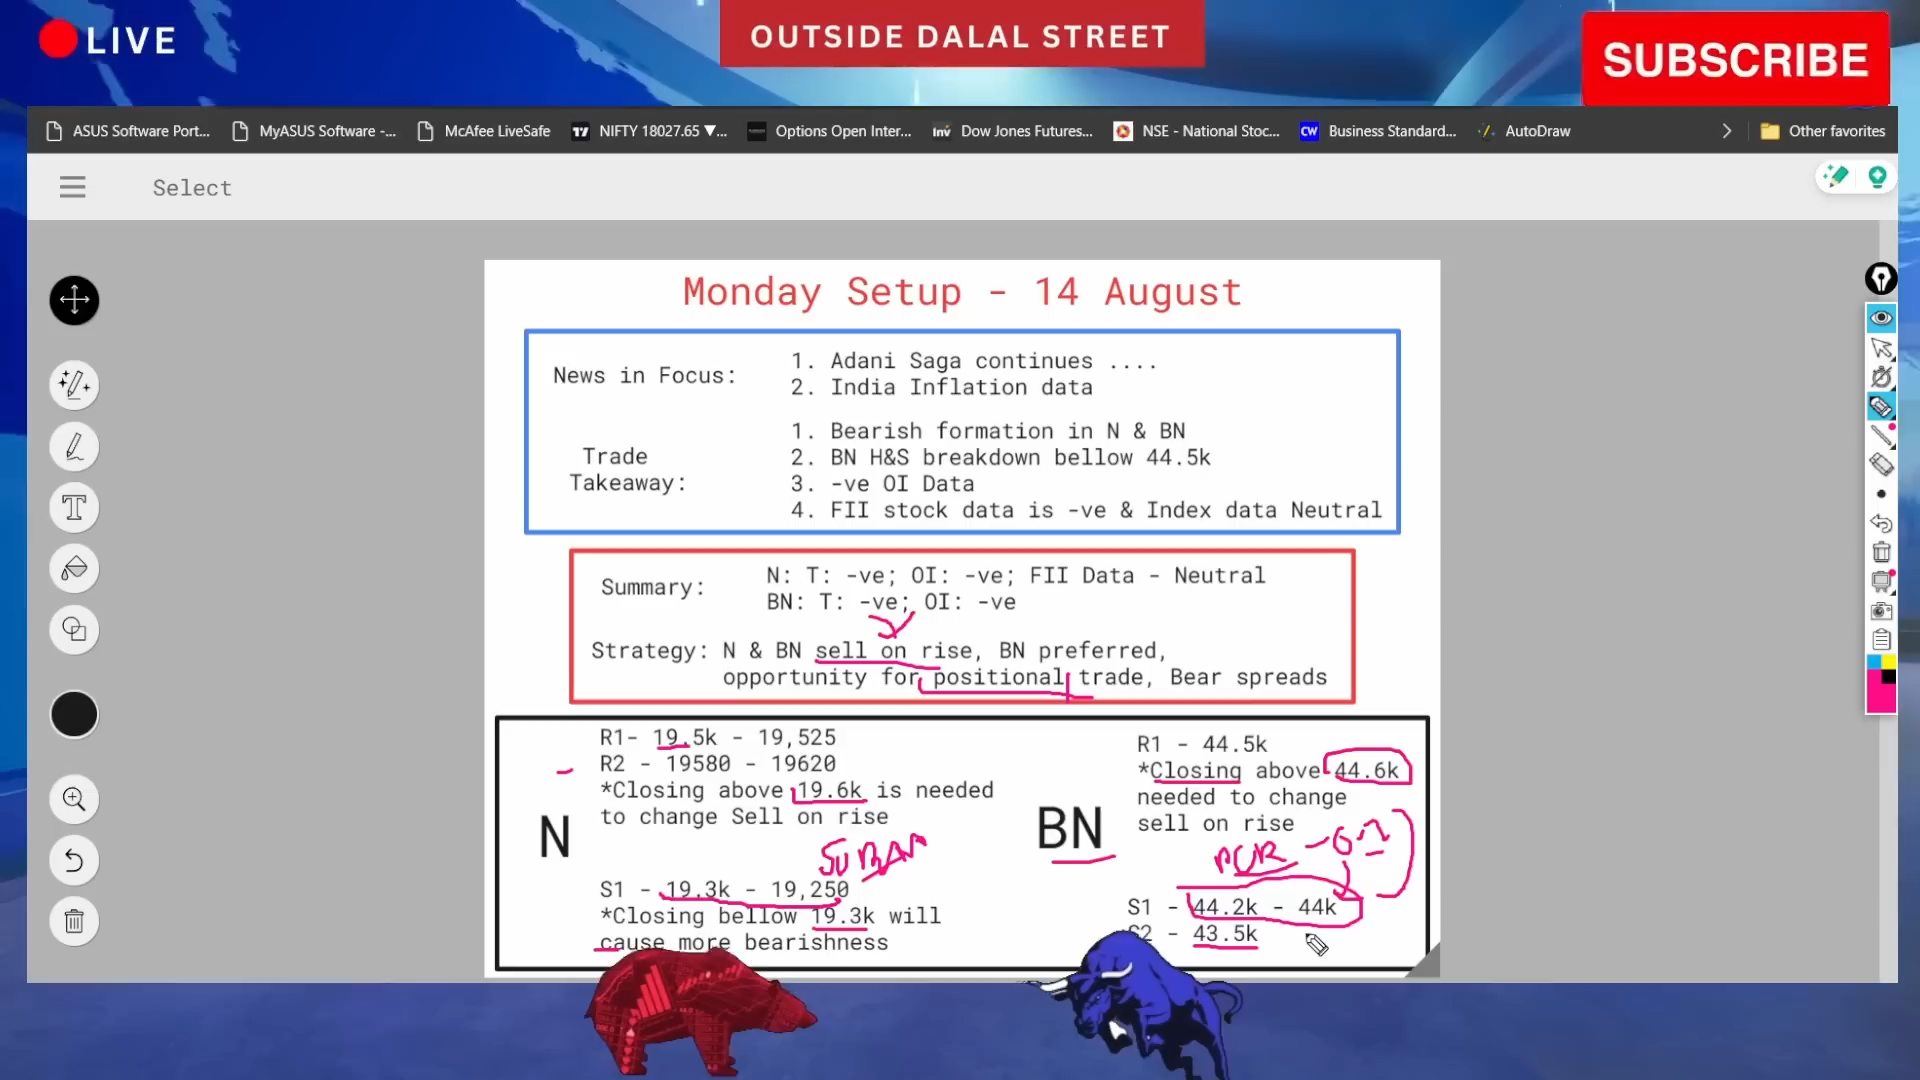 LIVE
OUTSIDE DALAL STREET
SUBSCRIBE
ASUS Software Port... MyASUS Software -... McAfee LiveSafe NIFTY 18027.65 ▼... Options Open Inter... inv Dow Jones Futures... NSE - National Stoc... CW Business Standard... AutoDraw Other favorites
Select
Monday Setup - 14 August
News in Focus:
1. Adani Saga continues ....
2. India Inflation data
Trade Takeaway:
1. Bearish formation in N & BN
2. BN H&S breakdown bellow 44.5k
3. -ve OI Data
4. FII stock data is -ve & Index data Neutral
Summary:
N: T: -ve; OI: -ve; FII Data - Neutral
BN: T: -ve; OI: -ve
Strategy: N & BN sell on rise, BN preferred,
opportunity for positional trade, Bear spreads
N
R1- 19.5k - 19,525
R2 - 19580 - 19620
*Closing above 19.6k is needed
to change Sell on rise
S1 - 19.3k - 19,250
*Closing bellow 19.3k will
cause more bearishness
BN
R1 - 44.5k
*Closing above 44.6k
needed to change
sell on rise
PCR
S1 - 44.2k - 44k
S2 - 43.5k